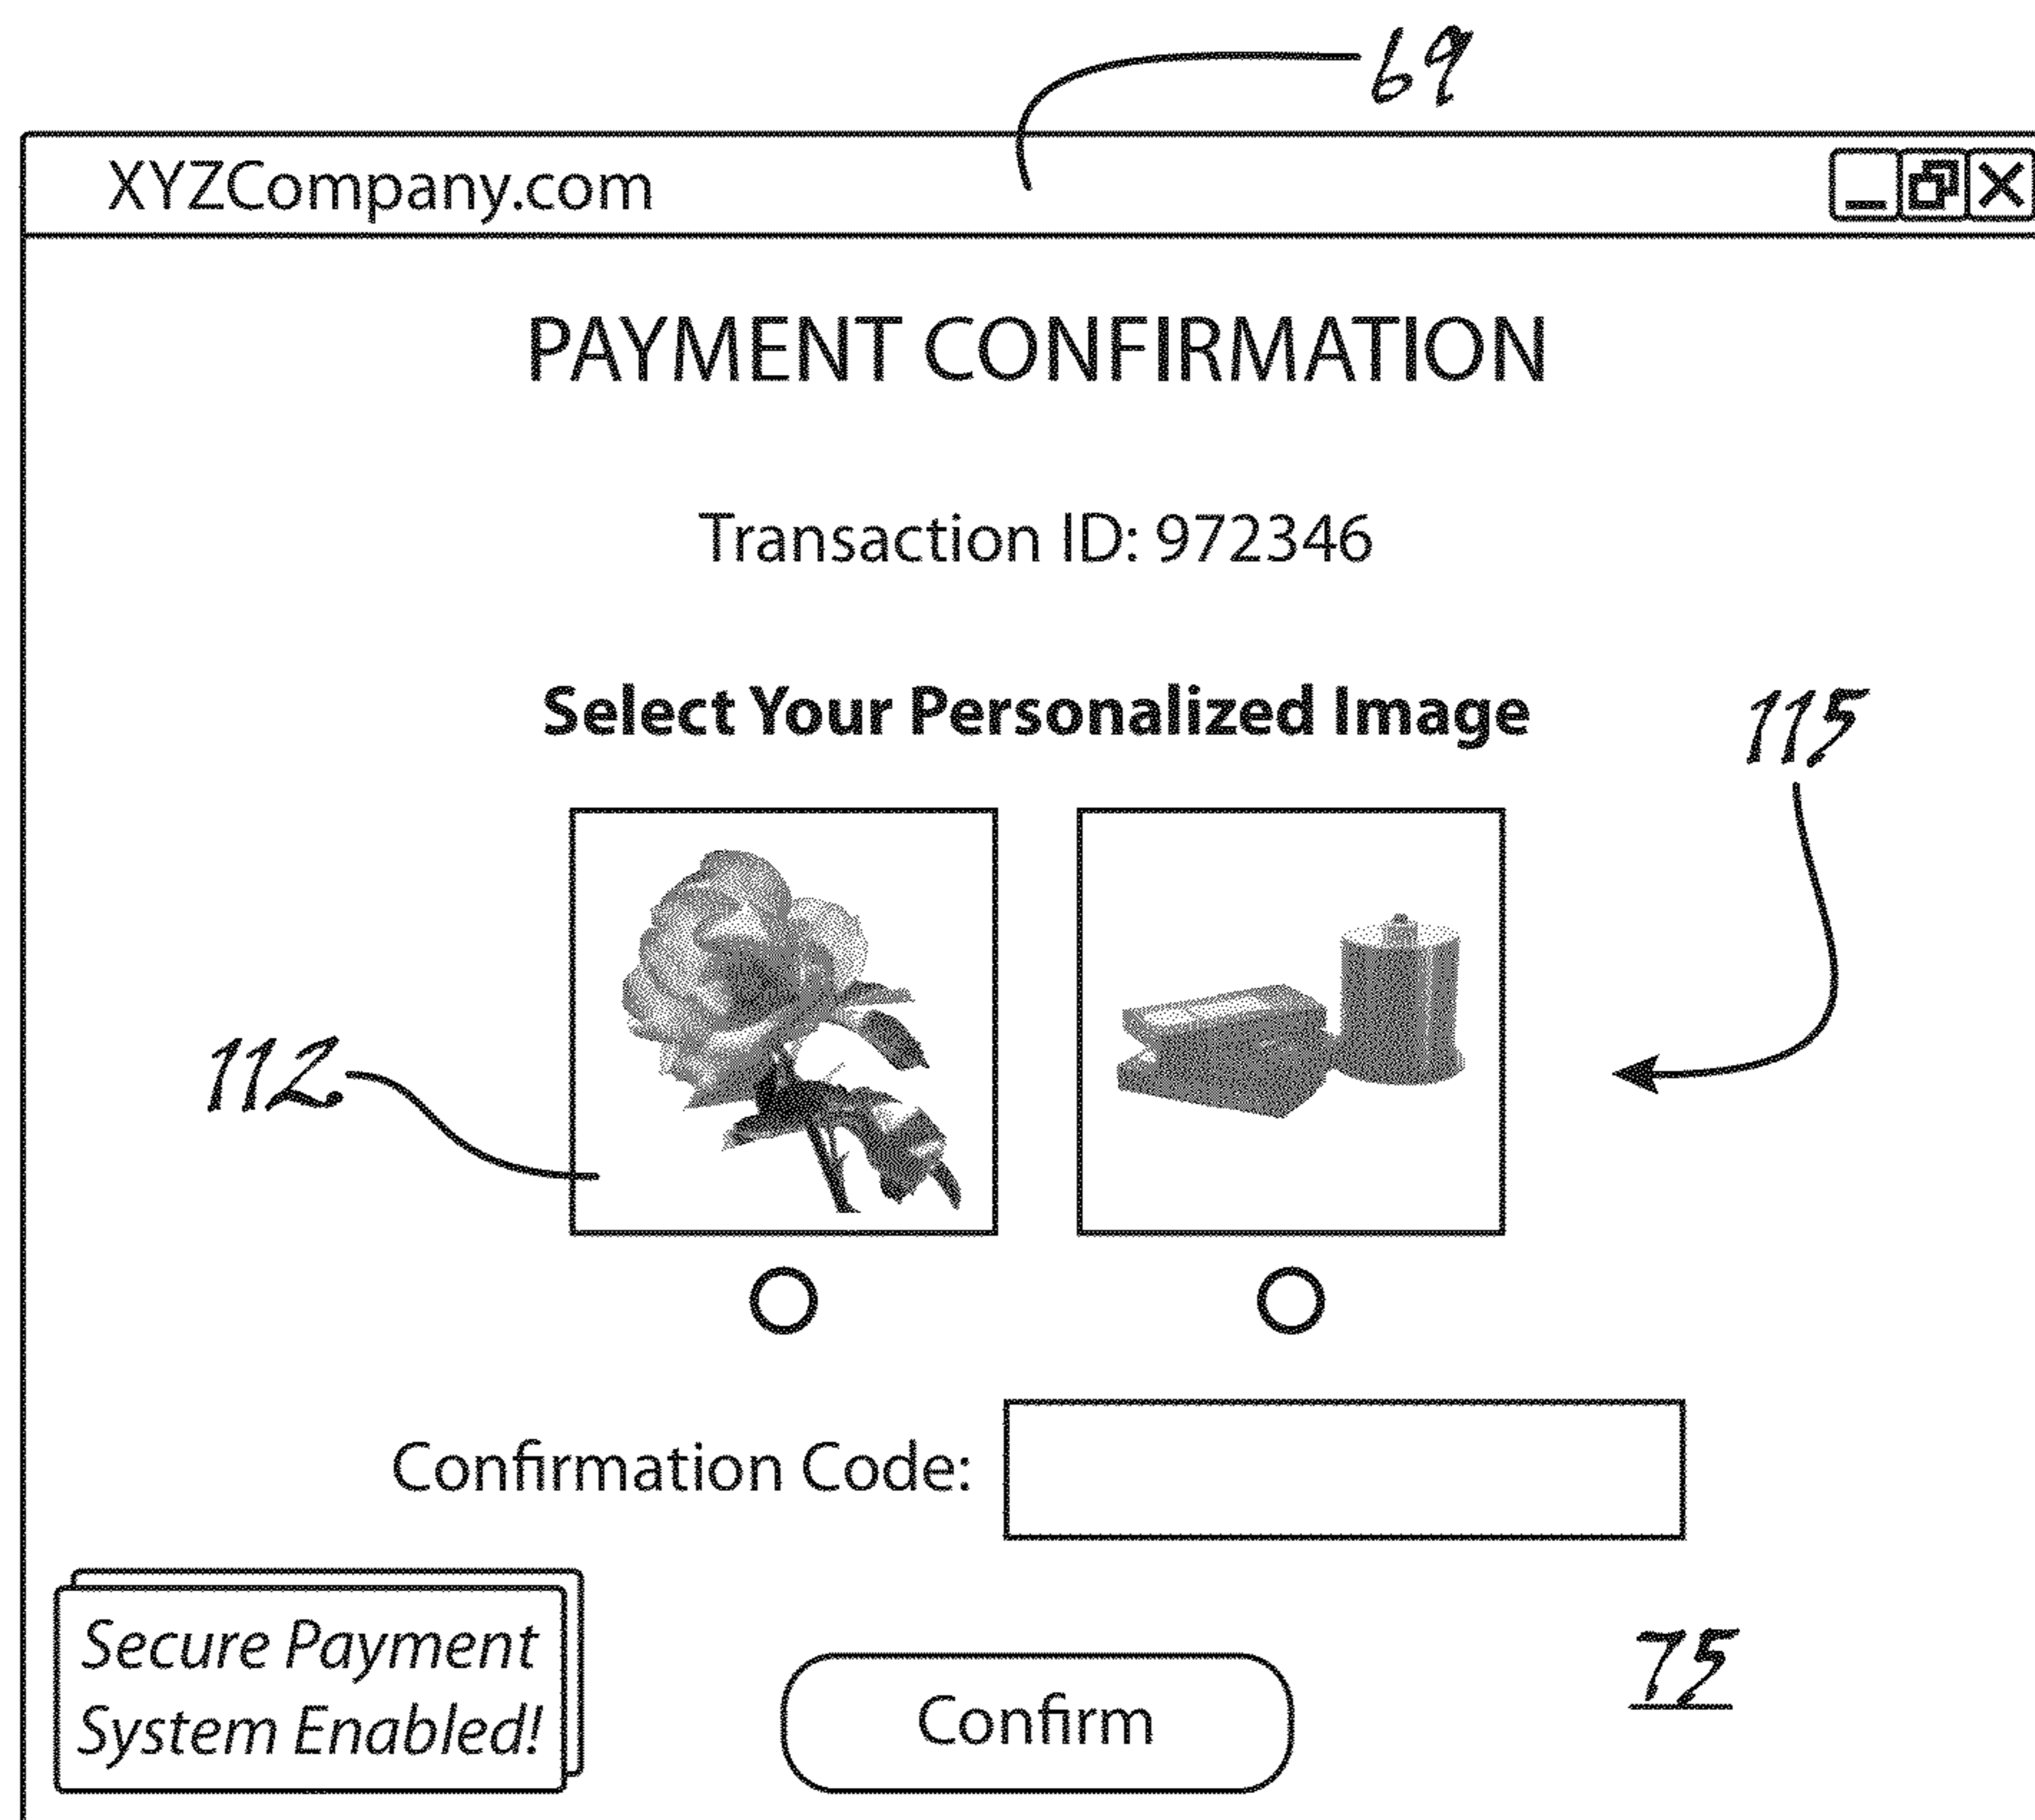 69
XYZCompany.com
PAYMENT CONFIRMATION
Transaction ID: 972346
Select Your Personalized Image
115
112
Confirmation Code:
Secure Payment
System Enabled!
Confirm
75